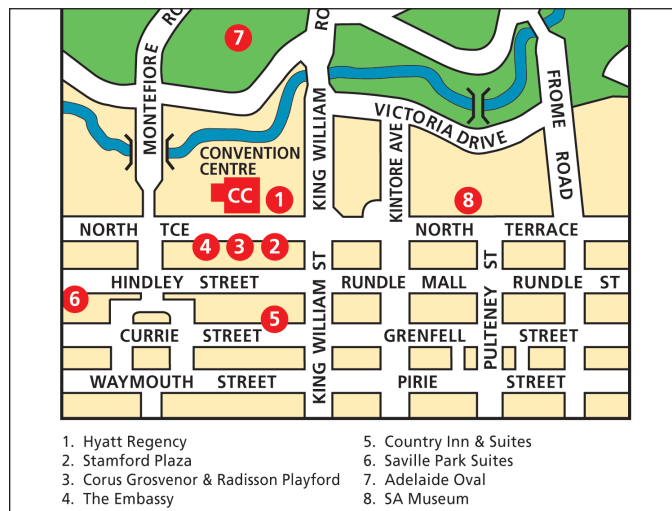 7
RO
RO
MONTEFIORE
KING WILLIAM
VICTORIA DRIVE
FROME
ROAD
KINTORE AVE
CONVENTION
CENTRE
CC
1
8
NORTH TCE
NORTH TERRACE
4 3 2
HINDLEY STREET
RUNDLE MALL
RUNDLE ST
6
5
KING WILLIAM ST
PULTENEY ST
CURRIE STREET
GRENFELL STREET
WAYMOUTH STREET
PIRIE STREET
1. Hyatt Regency
2. Stamford Plaza
3. Corus Grosvenor & Radisson Playford
4. The Embassy
5. Country Inn & Suites
6. Saville Park Suites
7. Adelaide Oval
8. SA Museum